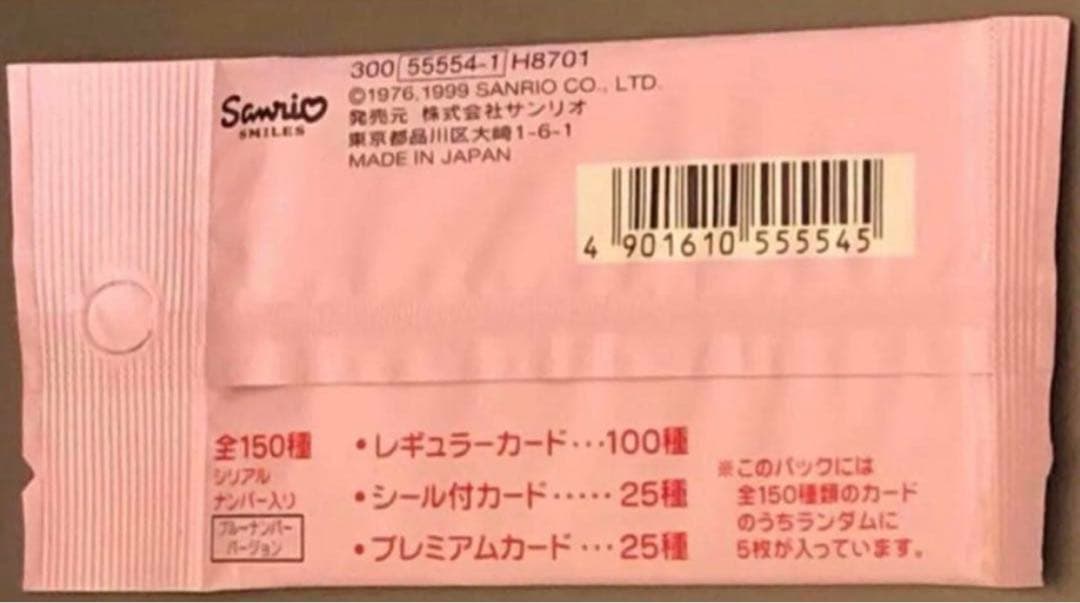 300 55554-1 H8701
©1976,1999 SANRIO CO., LTD.
発売元 株式会社サンリオ
東京都品川区大崎1-6-1
MADE IN JAPAN
Sanrio
SMILES
4 901610 555545
全150種
シリアル
ナンバー入り
ブルーナンバー
バージョン
・レギュラーカード…100種
・シール付カード‥‥‥25種
・プレミアムカード…25種
※このパックには
全150種類のカード
のうちランダムに
5枚が入っています。